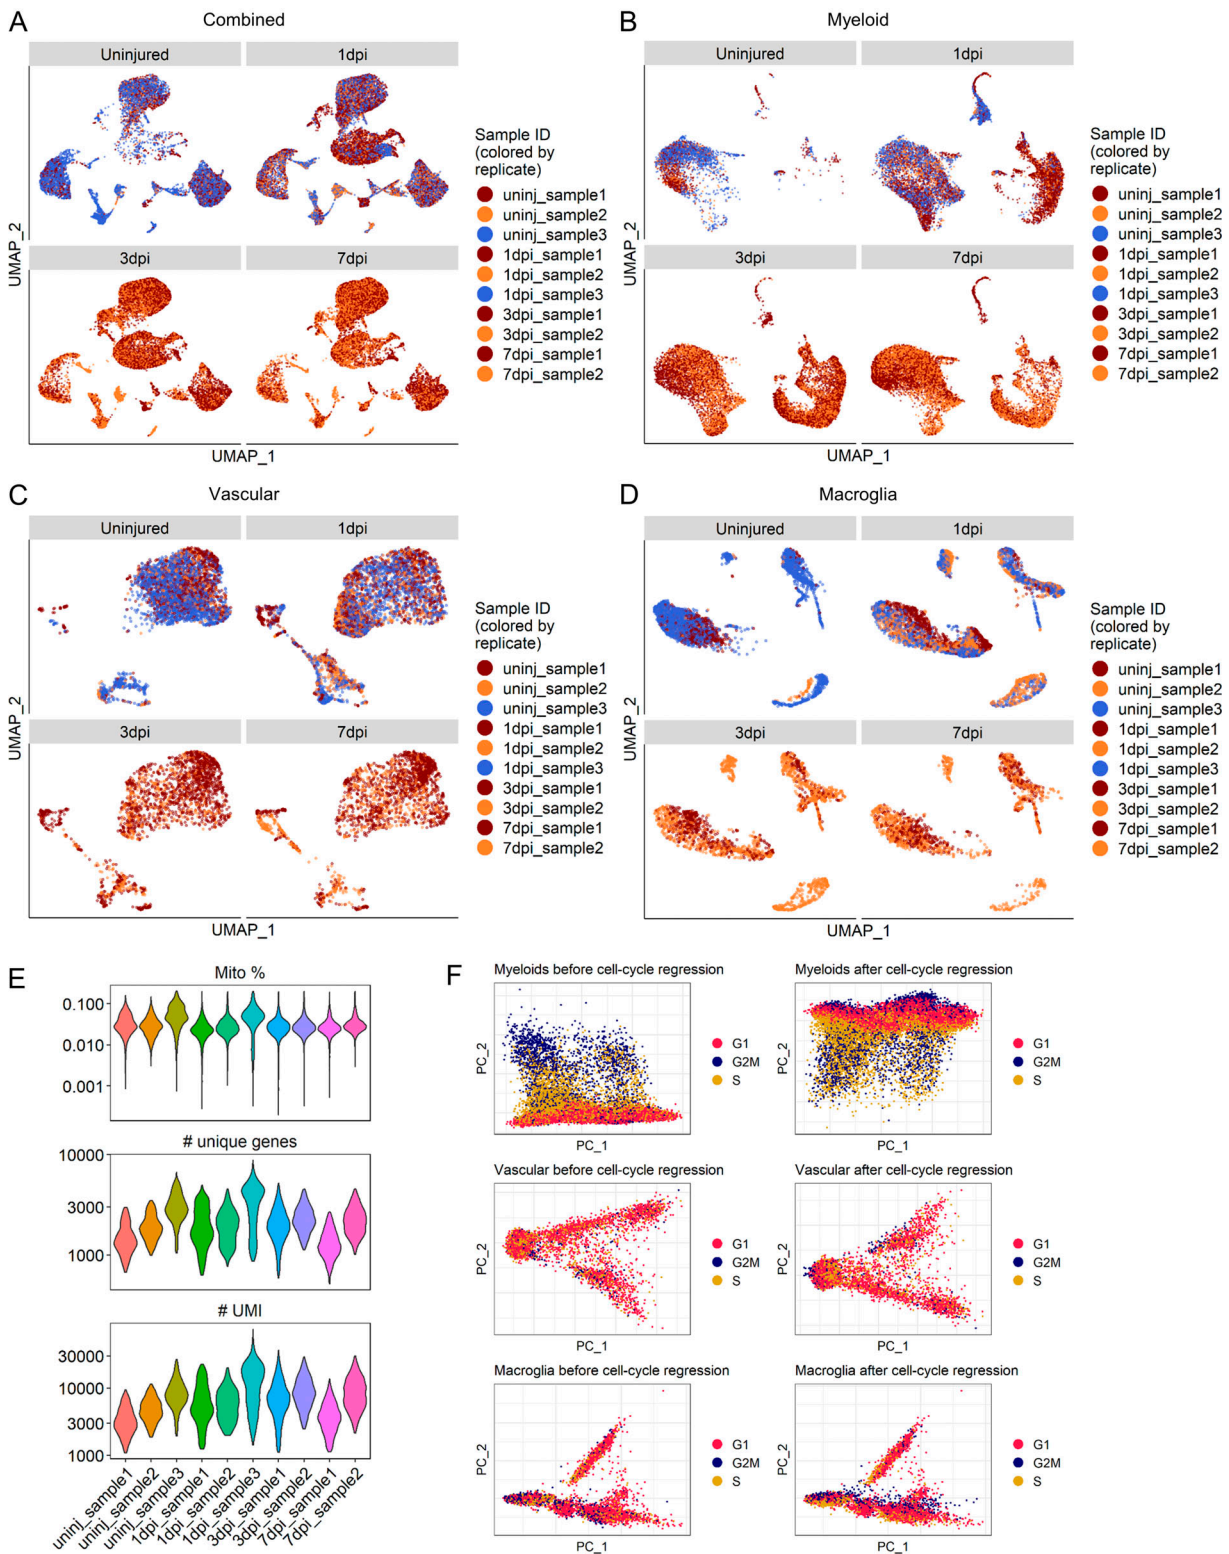 A
Combined
Uninjured
1dpi
3dpi
7dpi
UMAP_2
UMAP_1
Sample ID
(colored by
replicate)
uninj_sample1
uninj_sample2
uninj_sample3
1dpi_sample1
1dpi_sample2
1dpi_sample3
3dpi_sample1
3dpi_sample2
7dpi_sample1
7dpi_sample2
B
Myeloid
Uninjured
1dpi
3dpi
7dpi
UMAP_2
UMAP_1
Sample ID
(colored by
replicate)
uninj_sample1
uninj_sample2
uninj_sample3
1dpi_sample1
1dpi_sample2
1dpi_sample3
3dpi_sample1
3dpi_sample2
7dpi_sample1
7dpi_sample2
C
Vascular
Uninjured
1dpi
3dpi
7dpi
UMAP_2
UMAP_1
Sample ID
(colored by
replicate)
uninj_sample1
uninj_sample2
uninj_sample3
1dpi_sample1
1dpi_sample2
1dpi_sample3
3dpi_sample1
3dpi_sample2
7dpi_sample1
7dpi_sample2
D
Macroglia
Uninjured
1dpi
3dpi
7dpi
UMAP_2
UMAP_1
Sample ID
(colored by
replicate)
uninj_sample1
uninj_sample2
uninj_sample3
1dpi_sample1
1dpi_sample2
1dpi_sample3
3dpi_sample1
3dpi_sample2
7dpi_sample1
7dpi_sample2
E
Mito %
0.100
0.010
0.001
# unique genes
10000
3000
1000
# UMI
30000
10000
3000
1000
uninj_sample1
uninj_sample2
uninj_sample3
1dpi_sample1
1dpi_sample2
1dpi_sample3
3dpi_sample1
3dpi_sample2
7dpi_sample1
7dpi_sample2
F
Myeloids before cell-cycle regression
PC_2
PC_1
G1
G2M
S
Myeloids after cell-cycle regression
PC_2
PC_1
G1
G2M
S
Vascular before cell-cycle regression
PC_2
PC_1
G1
G2M
S
Vascular after cell-cycle regression
PC_2
PC_1
G1
G2M
S
Macroglia before cell-cycle regression
PC_2
PC_1
G1
G2M
S
Macroglia after cell-cycle regression
PC_2
PC_1
G1
G2M
S